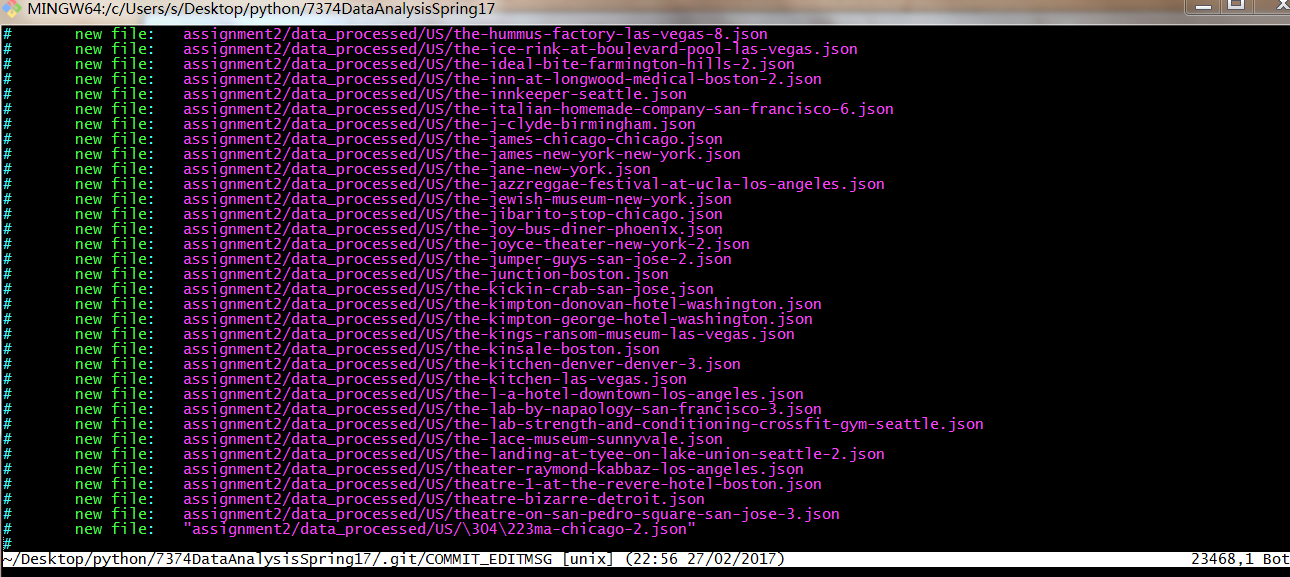 MINGW64:/c/Users/s/Desktop/python/7374DataAnalysisSpring17
# new file: assignment2/data_processed/US/the-hummus-factory-las-vegas-8.json
# new file: assignment2/data_processed/US/the-ice-rink-at-boulevard-pool-las-vegas.json
# new file: assignment2/data_processed/US/the-ideal-bite-farmington-hills-2.json
# new file: assignment2/data_processed/US/the-inn-at-longwood-medical-boston-2.json
# new file: assignment2/data_processed/US/the-innkeeper-seattle.json
# new file: assignment2/data_processed/US/the-italian-homemade-company-san-francisco-6.json
# new file: assignment2/data_processed/US/the-j-clyde-birmingham.json
# new file: assignment2/data_processed/US/the-james-chicago-chicago.json
# new file: assignment2/data_processed/US/the-james-new-york-new-york.json
# new file: assignment2/data_processed/US/the-jane-new-york.json
# new file: assignment2/data_processed/US/the-jazzreggae-festival-at-ucla-los-angeles.json
# new file: assignment2/data_processed/US/the-jewish-museum-new-york.json
# new file: assignment2/data_processed/US/the-jibarito-stop-chicago.json
# new file: assignment2/data_processed/US/the-joy-bus-diner-phoenix.json
# new file: assignment2/data_processed/US/the-joyce-theater-new-york-2.json
# new file: assignment2/data_processed/US/the-jumper-guys-san-jose-2.json
# new file: assignment2/data_processed/US/the-junction-boston.json
# new file: assignment2/data_processed/US/the-kickin-crab-san-jose.json
# new file: assignment2/data_processed/US/the-kimpton-donovan-hotel-washington.json
# new file: assignment2/data_processed/US/the-kimpton-george-hotel-washington.json
# new file: assignment2/data_processed/US/the-kings-ransom-museum-las-vegas.json
# new file: assignment2/data_processed/US/the-kinsale-boston.json
# new file: assignment2/data_processed/US/the-kitchen-denver-denver-3.json
# new file: assignment2/data_processed/US/the-kitchen-las-vegas.json
# new file: assignment2/data_processed/US/the-l-a-hotel-downtown-los-angeles.json
# new file: assignment2/data_processed/US/the-lab-by-napaology-san-francisco-3.json
# new file: assignment2/data_processed/US/the-lab-strength-and-conditioning-crossfit-gym-seattle.json
# new file: assignment2/data_processed/US/the-lace-museum-sunnyvale.json
# new file: assignment2/data_processed/US/the-landing-at-tyee-on-lake-union-seattle-2.json
# new file: assignment2/data_processed/US/theater-raymond-kabbaz-los-angeles.json
# new file: assignment2/data_processed/US/theatre-1-at-the-revere-hotel-boston.json
# new file: assignment2/data_processed/US/theatre-bizarre-detroit.json
# new file: assignment2/data_processed/US/theatre-on-san-pedro-square-san-jose-3.json
# new file: "assignment2/data_processed/US/\304\223ma-chicago-2.json"
#
~/Desktop/python/7374DataAnalysisSpring17/.git/COMMIT_EDITMSG [unix] (22:56 27/02/2017) 23468,1 Bot